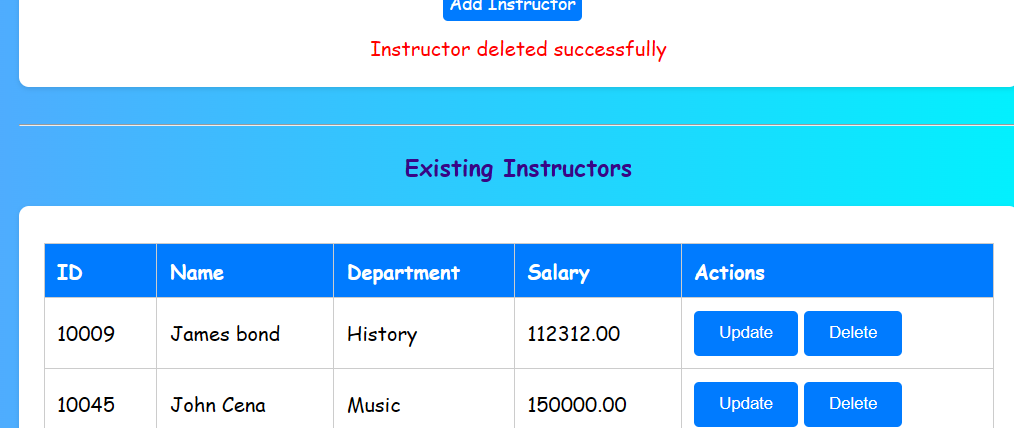 Add Instructor
Instructor deleted successfully
Existing Instructors
ID Name Department Salary Actions
10009 James bond History 112312.00 Update Delete
10045 John Cena Music 150000.00 Update Delete